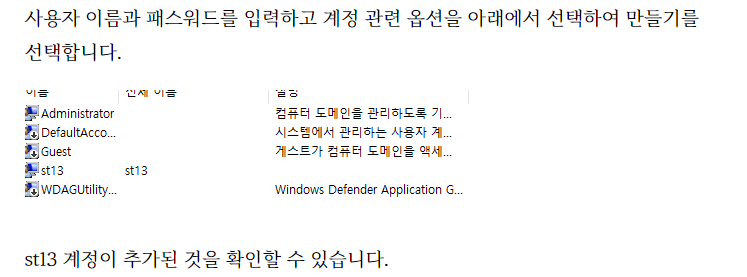 사용자 이름과 패스워드를 입력하고 계정 관련 옵션을 아래에서 선택하여 만들기를
선택합니다.
이름 전체 이름 설명
Administrator 컴퓨터 도메인을 관리하도록 기...
DefaultAcco... 시스템에서 관리하는 사용자 계...
Guest 게스트가 컴퓨터 도메인을 액세...
st13 st13
WDAGUtility... Windows Defender Application G...
st13 계정이 추가된 것을 확인할 수 있습니다.